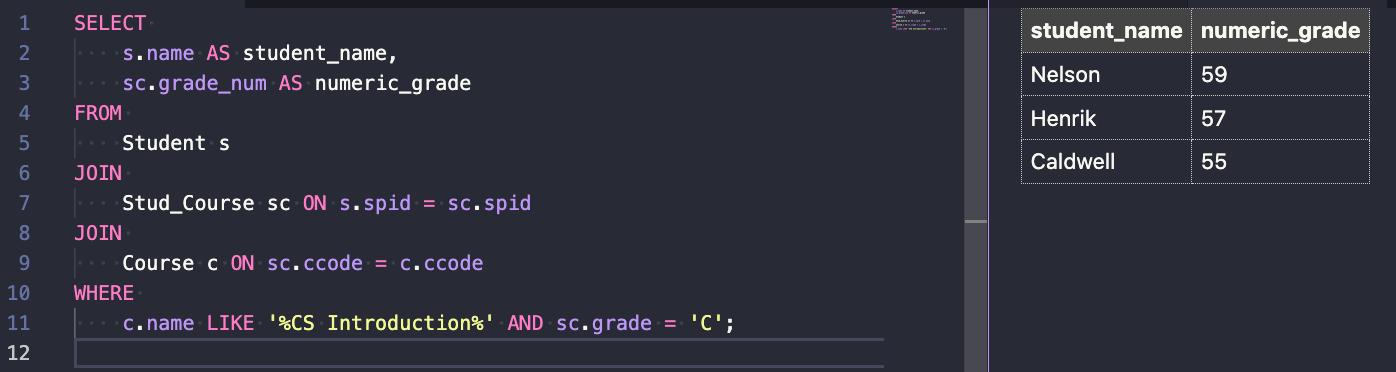 1 SELECT
2 s.name AS student_name,
3 sc.grade_num AS numeric_grade
4 FROM
5 Student s
6 JOIN
7 Stud_Course sc ON s.spid = sc.spid
8 JOIN
9 Course c ON sc.ccode = c.ccode
10 WHERE
11 c.name LIKE '%CS Introduction%' AND sc.grade = 'C';
12
student_name numeric_grade
Nelson 59
Henrik 57
Caldwell 55